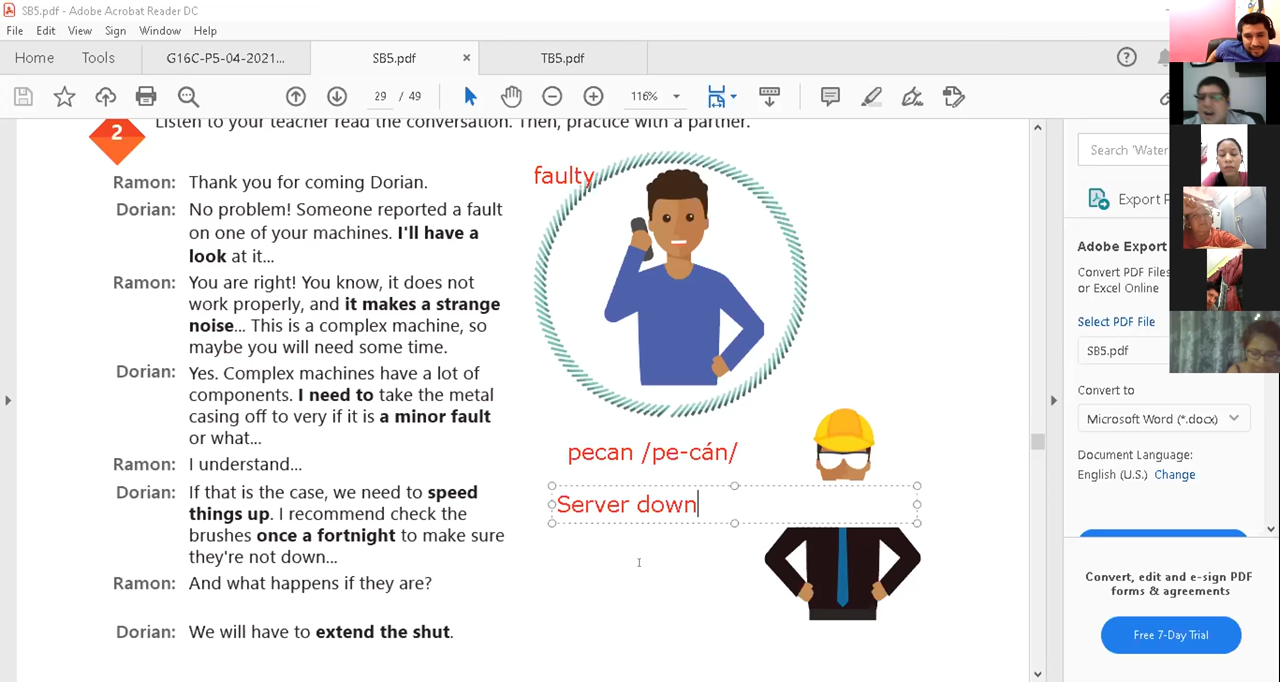 SB5.pdf - Adobe Acrobat Reader DC
File Edit View Sign Window Help
Home Tools G16C-P5-04-2021... SB5.pdf × TB5.pdf
29 / 49 116%
2 Listen to your teacher read the conversation. Then, practice with a partner.
Ramon: Thank you for coming Dorian.
Dorian: No problem! Someone reported a fault
on one of your machines. I'll have a
look at it...
Ramon: You are right! You know, it does not
work properly, and it makes a strange
noise... This is a complex machine, so
maybe you will need some time.
Dorian: Yes. Complex machines have a lot of
components. I need to take the metal
casing off to very if it is a minor fault
or what...
Ramon: I understand...
Dorian: If that is the case, we need to speed
things up. I recommend check the
brushes once a fortnight to make sure
they're not down...
Ramon: And what happens if they are?
Dorian: We will have to extend the shut.
faulty
pecan /pe-cán/
Server down
Search 'Water
Export P
Adobe Export
Convert PDF Files
or Excel Online
Select PDF File
SB5.pdf
Convert to
Microsoft Word (*.docx)
Document Language:
English (U.S.) Change
Convert, edit and e-sign PDF
forms & agreements
Free 7-Day Trial